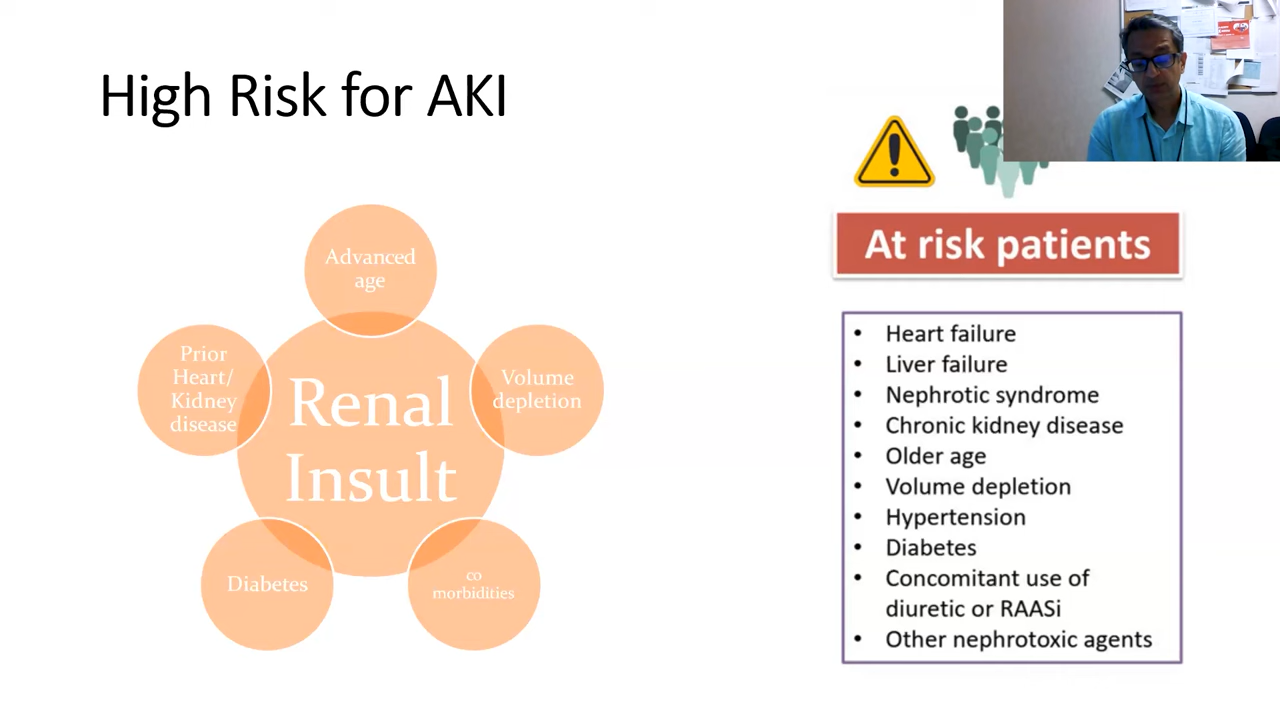 High Risk for AKI
Advanced
age
Prior
Heart/
Kidney
disease
Volume
depletion
Renal
Insult
Diabetes
co
morbidities
At risk patients
• Heart failure
• Liver failure
• Nephrotic syndrome
• Chronic kidney disease
• Older age
• Volume depletion
• Hypertension
• Diabetes
• Concomitant use of
diuretic or RAASi
• Other nephrotoxic agents